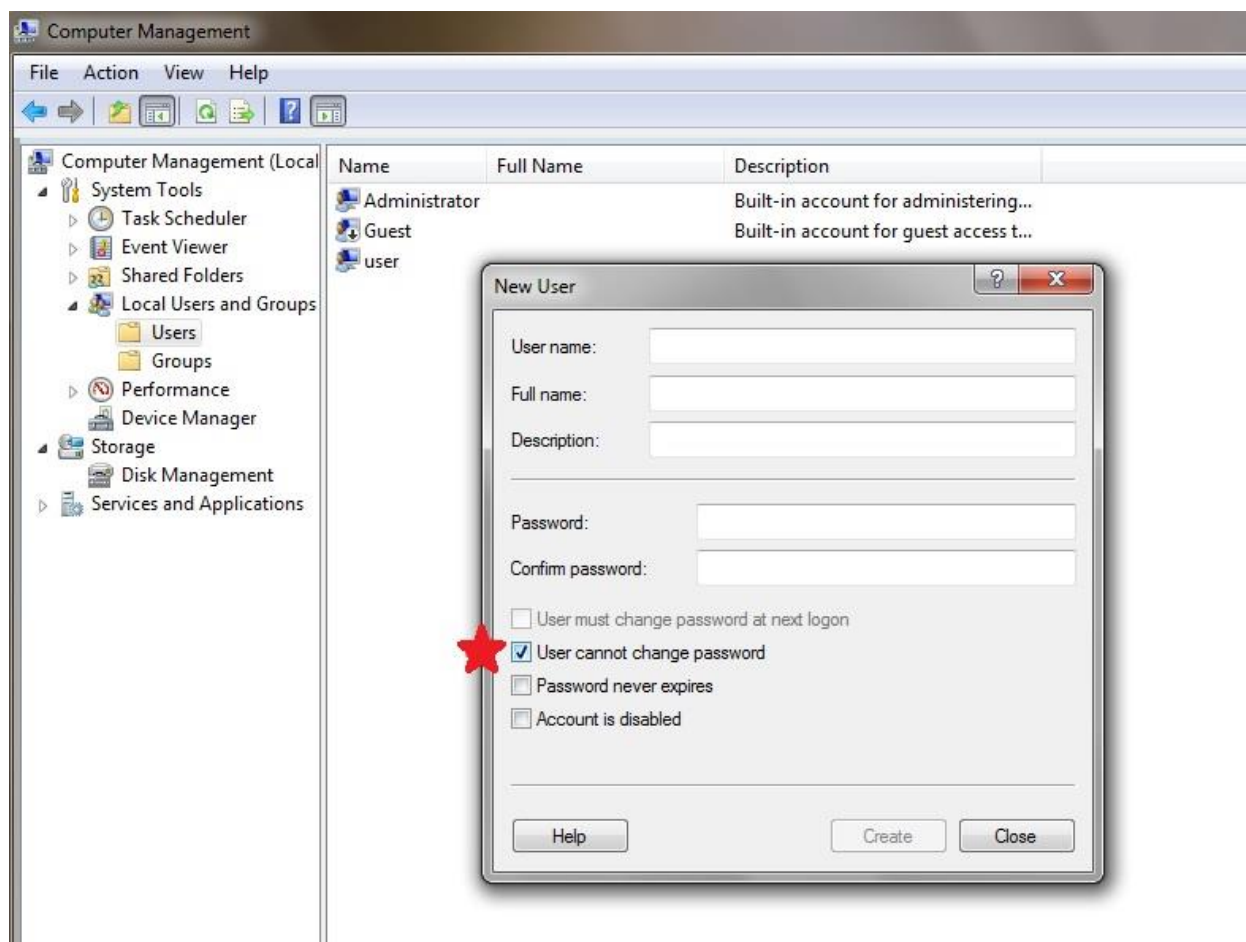 Computer Management
File Action View Help
Computer Management (Local
System Tools
Task Scheduler
Event Viewer
Shared Folders
Local Users and Groups
Users
Groups
Performance
Device Manager
Storage
Disk Management
Services and Applications
Name Full Name Description
Administrator Built-in account for administering...
Guest Built-in account for guest access t...
user
New User
User name:
Full name:
Description:
Password:
Confirm password:
User must change password at next logon
User cannot change password
Password never expires
Account is disabled
Help Create Close